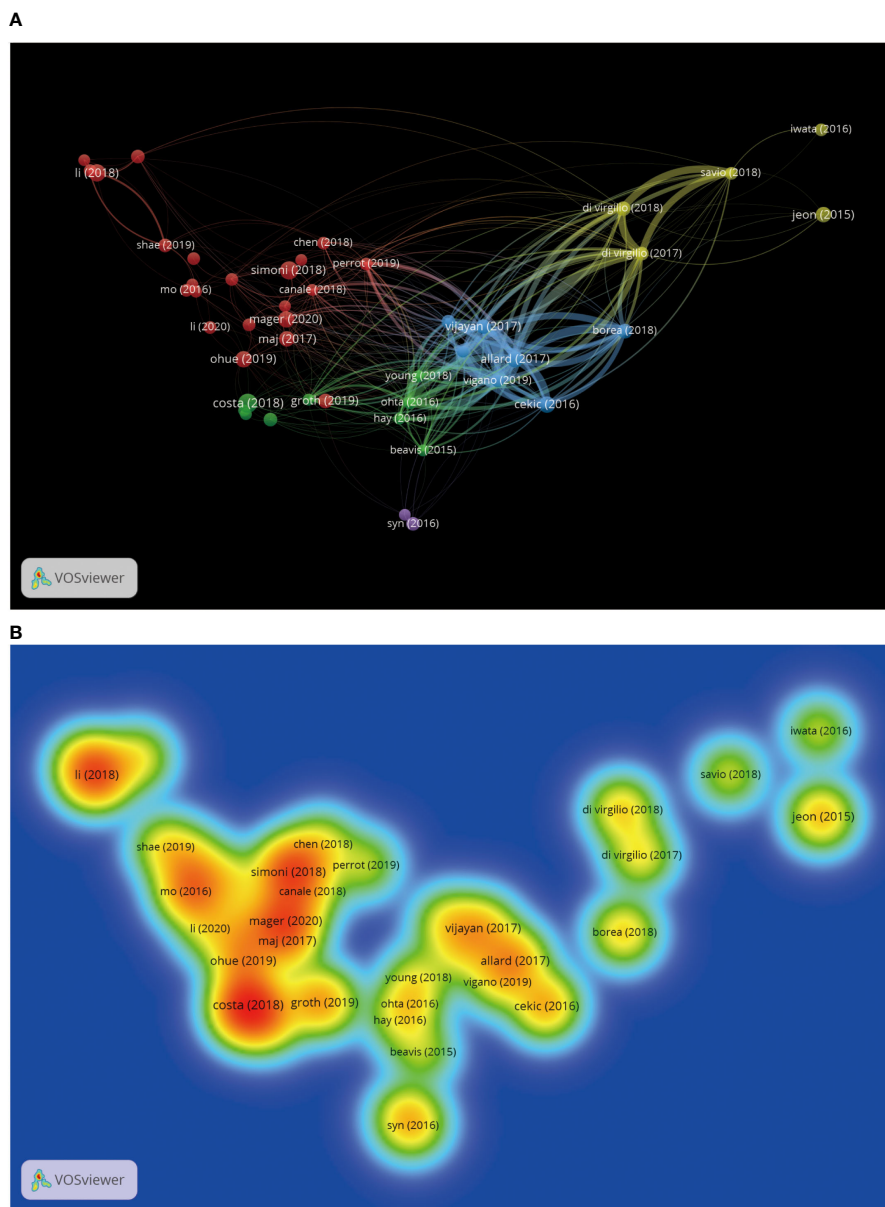 A
iwata (2016)
li (2018)
savio (2018)
di virgilio (2018)
jeon (2015)
shae (2019)
chen (2018)
di virgilio (2017)
perrot (2019)
simoni (2018)
mo (2016)
canale (2018)
mager (2020)
li (2020)
vijayan (2017)
borea (2018)
maj (2017)
ohue (2019)
allard (2017)
young (2018)
vigano (2019)
costa (2018)
groth (2019)
ohta (2016)
cekic (2016)
hay (2016)
beavis (2015)
syn (2016)
VOSviewer
B
iwata (2016)
li (2018)
savio (2018)
di virgilio (2018)
jeon (2015)
shae (2019)
chen (2018)
di virgilio (2017)
perrot (2019)
simoni (2018)
mo (2016)
canale (2018)
mager (2020)
li (2020)
vijayan (2017)
borea (2018)
maj (2017)
ohue (2019)
allard (2017)
young (2018)
vigano (2019)
costa (2018)
groth (2019)
ohta (2016)
cekic (2016)
hay (2016)
beavis (2015)
syn (2016)
VOSviewer